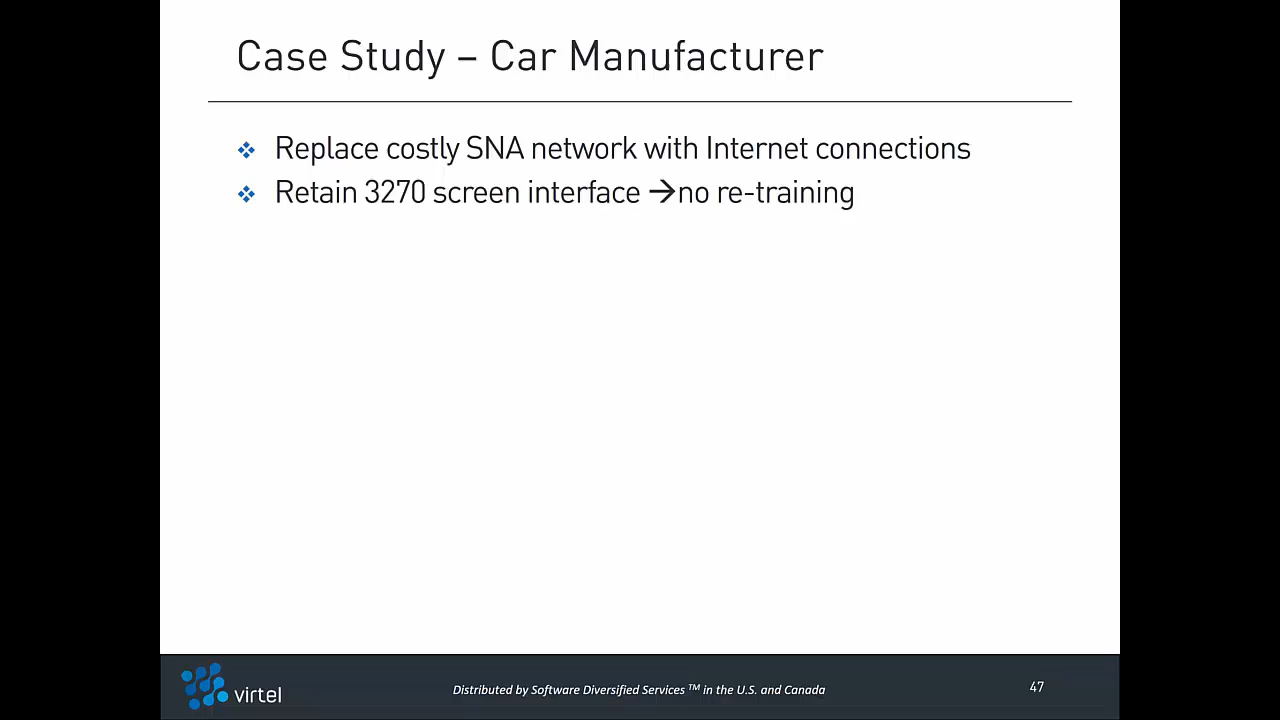 Case Study – Car Manufacturer
❖ Replace costly SNA network with Internet connections
❖ Retain 3270 screen interface →no re-training
virtel
Distributed by Software Diversified Services ™ in the U.S. and Canada
47